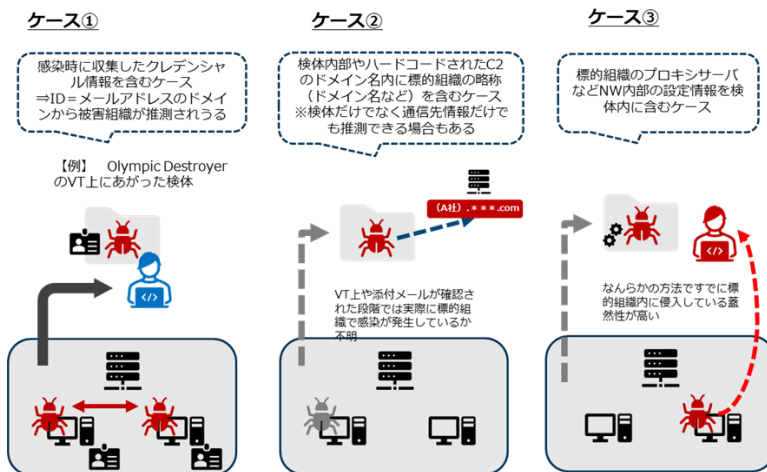 ケース①
感染時に収集したクレデンシャ
ル情報を含むケース
⇒ID＝メールアドレスのドメイ
ンから被害組織が推測されうる
【例】　Olympic Destroyer
のVT上にあがった検体
ケース②
検体内部やハードコードされたC2
のドメイン名内に標的組織の略称
（ドメイン名など）を含むケース
※検体だけでなく通信先情報だけで
も推測できる場合もある
（A社）.＊＊＊.com
VT上や添付メールが確認され
た段階では実際に標的組
織で感染が発生しているか
不明
ケース③
標的組織のプロキシサーバ
などNW内部の設定情報を検
体内に含むケース
なんらかの方法ですでに標
的組織内に侵入している蓋
然性が高い